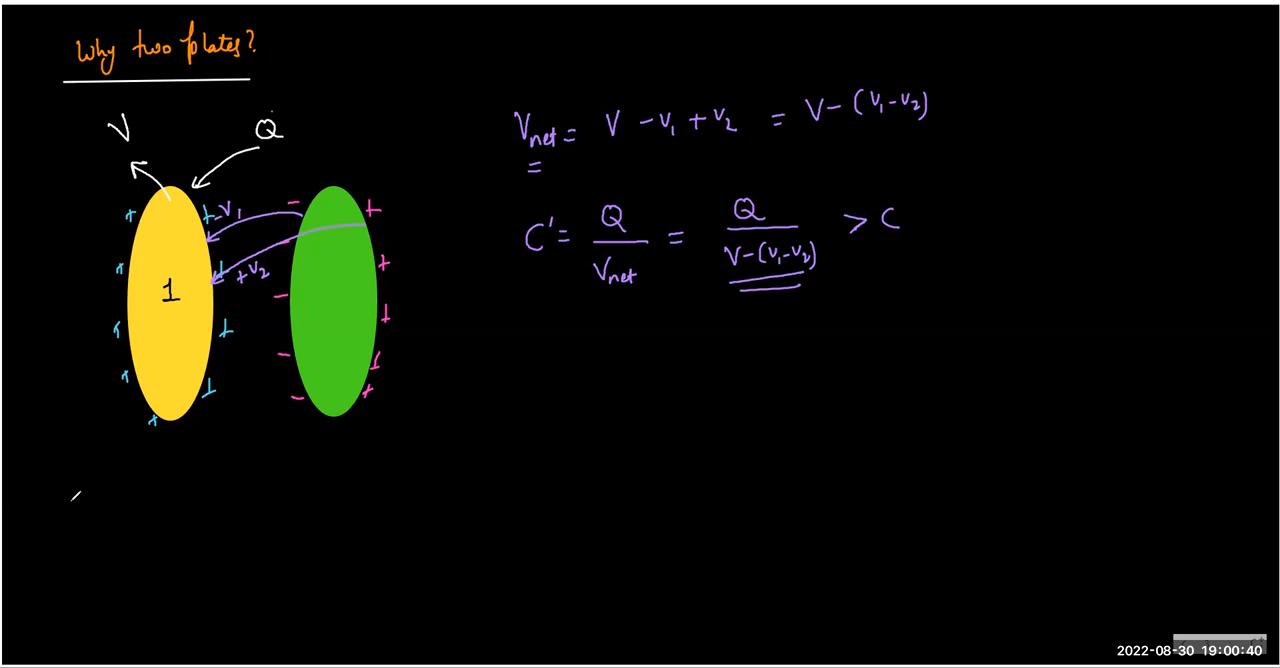 Why two plates?
V
Q
-V₁
+V₂
1
Vnet = V - V₁ + V₂ = V - (V₁ - V₂)
=
C' = Q / Vnet = Q / V - (V₁ - V₂) > C
2022-08-30 19:00:40